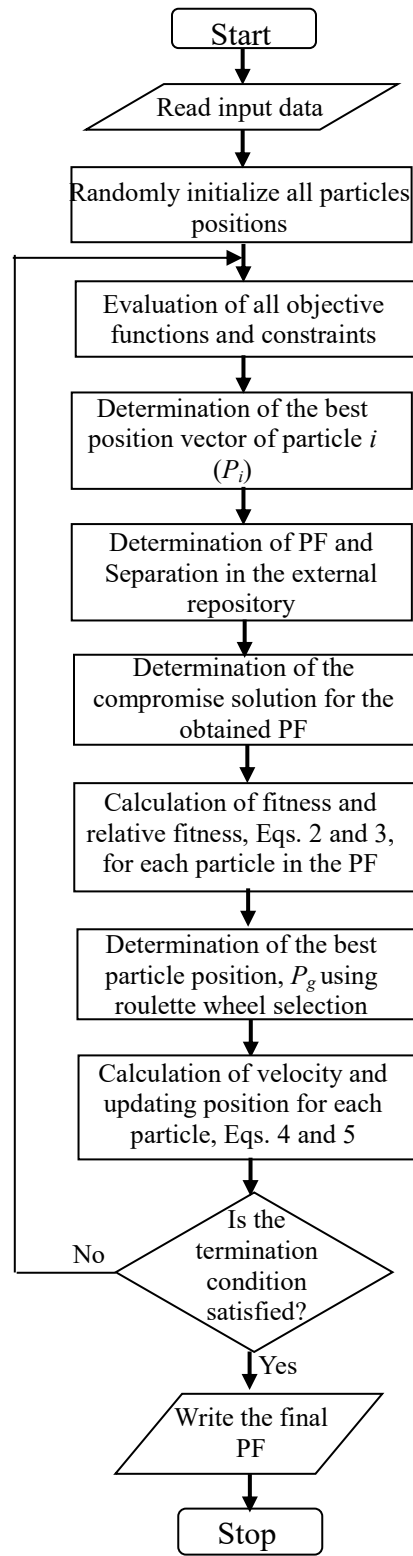 Start
Read input data
Randomly initialize all particles
positions
Evaluation of all objective
functions and constraints
Determination of the best
position vector of particle i
(Pi)
Determination of PF and
Separation in the external
repository
Determination of the
compromise solution for the
obtained PF
Calculation of fitness and
relative fitness, Eqs. 2 and 3,
for each particle in the PF
Determination of the best
particle position, Pg using
roulette wheel selection
Calculation of velocity and
updating position for each
particle, Eqs. 4 and 5
Is the
termination
condition
satisfied?
No
Yes
Write the final
PF
Stop